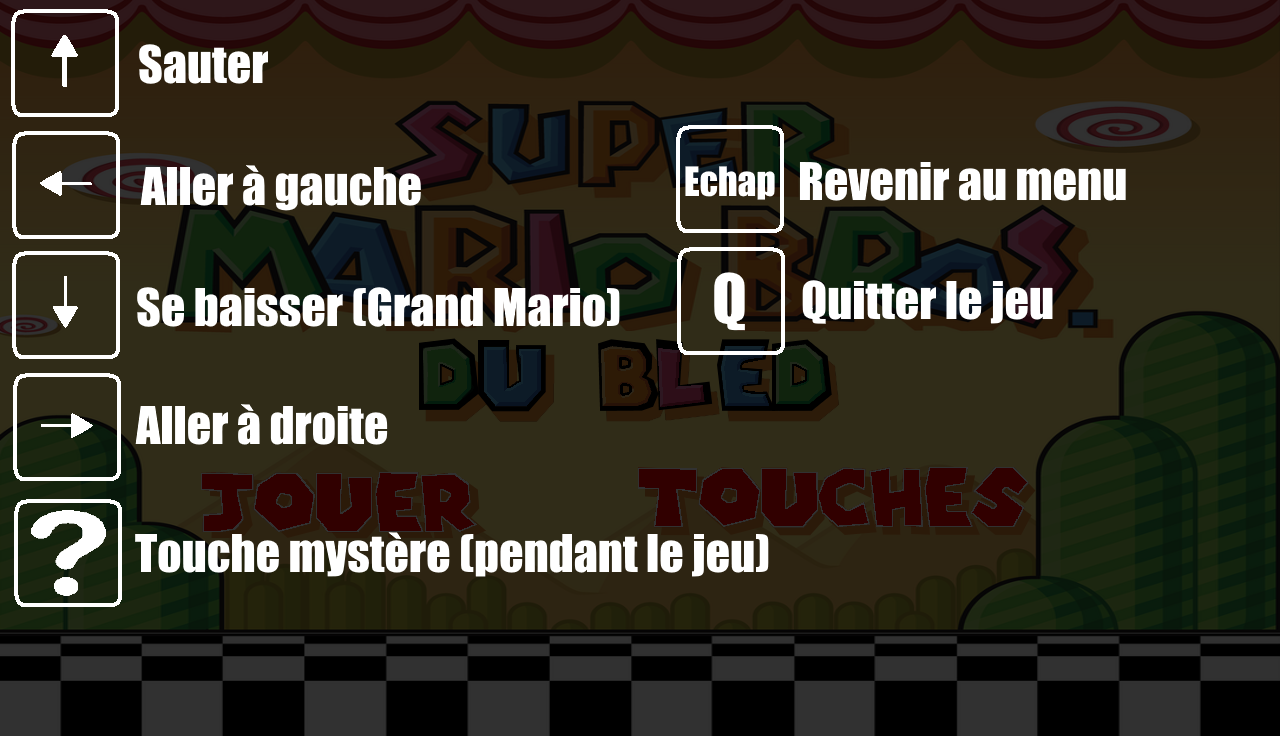 Sauter
Aller à gauche
Se baisser (Grand Mario)
Aller à droite
?
Touche mystère (pendant le jeu)
Echap
Revenir au menu
Q
Quitter le jeu
SUPER
MARIO BROS.
DU BLED
JOUER
TOUCHES